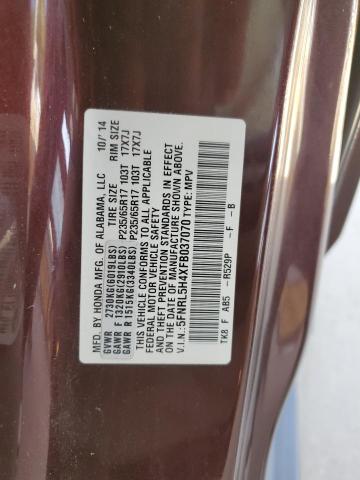 MFD. BY HONDA MFG. OF ALABAMA, LLC 10/'14
GVWR 2730KG(6019LBS) TIRE SIZE RIM SIZE
GAWR F 1320KG(2910LBS) P235/65R17 103T 17X7J
GAWR R 1515KG(3340LBS) P235/65R17 103T 17X7J
THIS VEHICLE CONFORMS TO ALL APPLICABLE
FEDERAL MOTOR VEHICLE SAFETY
AND THEFT PREVENTION STANDARDS IN EFFECT
ON THE DATE OF MANUFACTURE SHOWN ABOVE.
V.I.N.:5FNRL5H4XFB037070 TYPE: MPV
TK8 F AB5 -R529P -F -B